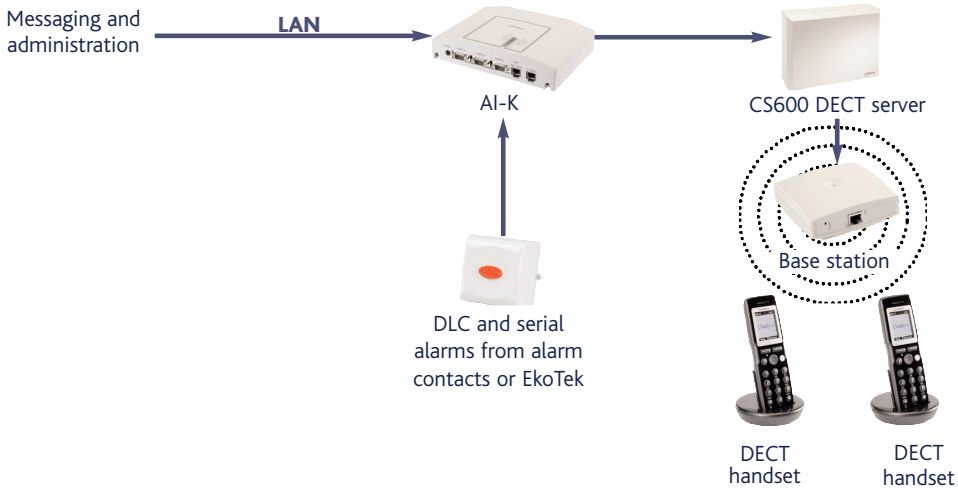 Messaging and
administration
LAN
AI-K
CS600 DECT server
Base station
DLC and serial
alarms from alarm
contacts or EkoTek
DECT
handset
DECT
handset